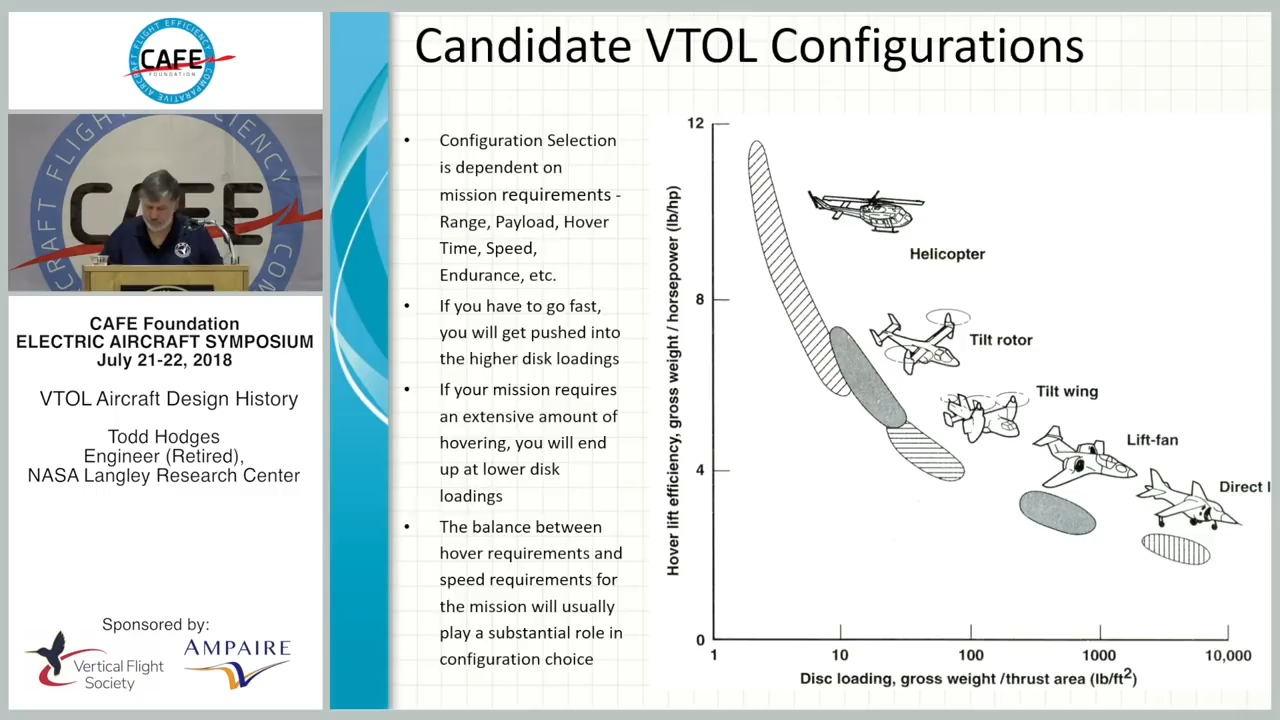 Candidate VTOL Configurations
AIRCRAFT FLIGHT EFFICIENCY
CAFE
FOUNDATION
COMPARATIVE
CAFE
CAFE Foundation
ELECTRIC AIRCRAFT SYMPOSIUM
July 21-22, 2018
VTOL Aircraft Design History
Todd Hodges
Engineer (Retired),
NASA Langley Research Center
Sponsored by:
Vertical Flight
Society
AMPAIRE
• Configuration Selection
is dependent on
mission requirements -
Range, Payload, Hover
Time, Speed,
Endurance, etc.
• If you have to go fast,
you will get pushed into
the higher disk loadings
• If your mission requires
an extensive amount of
hovering, you will end
up at lower disk
loadings
• The balance between
hover requirements and
speed requirements for
the mission will usually
play a substantial role in
configuration choice
Hover lift efficiency, gross weight / horsepower (lb/hp)
12
8
4
0
Helicopter
Tilt rotor
Tilt wing
Lift-fan
Direct l
1
10
100
1000
10,000
Disc loading, gross weight /thrust area (lb/ft2)